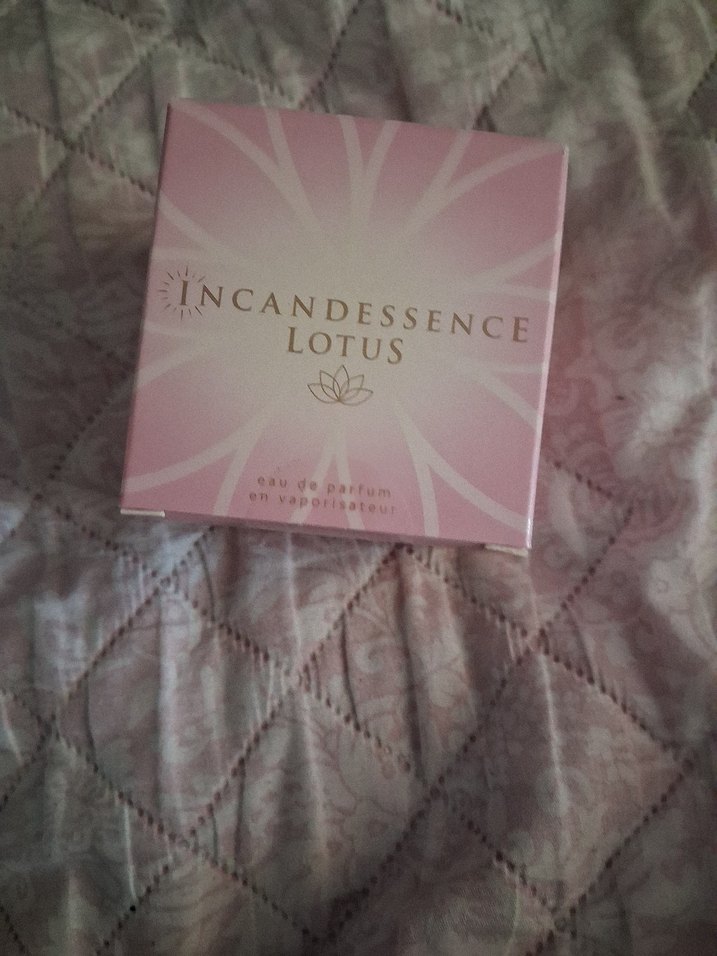 INCANDESSENCE
LOTUS
eau de parfum
en vaporisateur